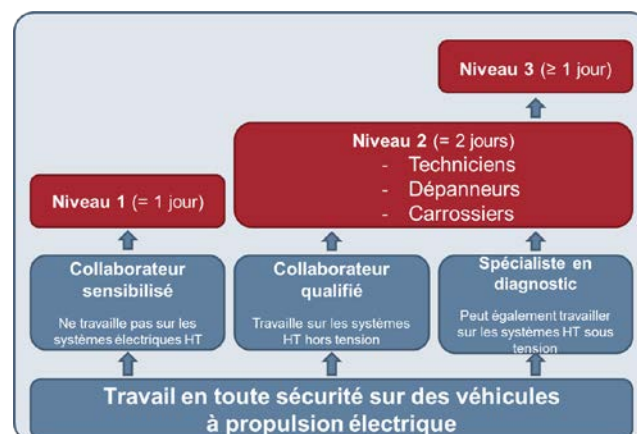 Niveau 3 (≥ 1 jour)
Niveau 2 (= 2 jours)
- Techniciens
- Dépanneurs
- Carrossiers
Niveau 1 (= 1 jour)
Collaborateur
sensibilisé
Ne travaille pas sur les
systèmes électriques HT
Collaborateur
qualifié
Travaille sur les systèmes
HT hors tension
Spécialiste en
diagnostic
Peut également travailler
sur les systèmes HT sous
tension
Travail en toute sécurité sur des véhicules
à propulsion électrique